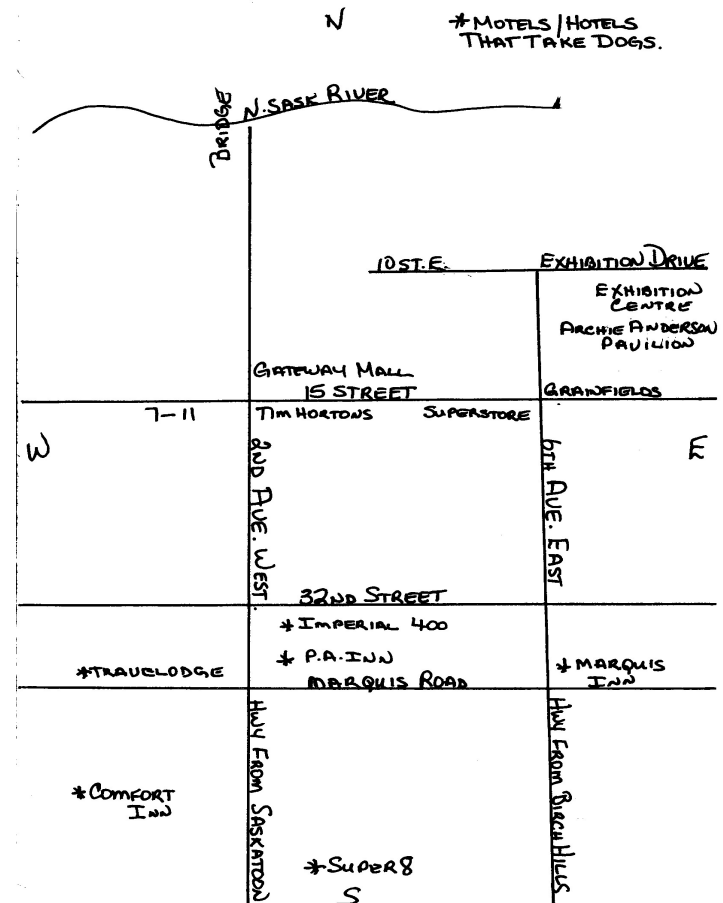 N
*MOTELS/HOTELS
THAT TAKE DOGS.
BRIDGE
N. SASK RIVER
10 ST. E.
EXHIBITION DRIVE
EXHIBITION
CENTRE
ARCHIE ANDERSON
PAVILION
GATEWAY MALL
15 STREET
GRAINFIELDS
7-11
TIM HORTONS
SUPERSTORE
W
2ND AVE. WEST.
6TH AVE. EAST
E
32ND STREET
*IMPERIAL 400
*P.A. INN
*TRAVELODGE
MARQUIS ROAD
*MARQUIS
INN
HWY FROM SASKATOON
HWY FROM BIRCH HILLS
*COMFORT
INN
*SUPER 8
S